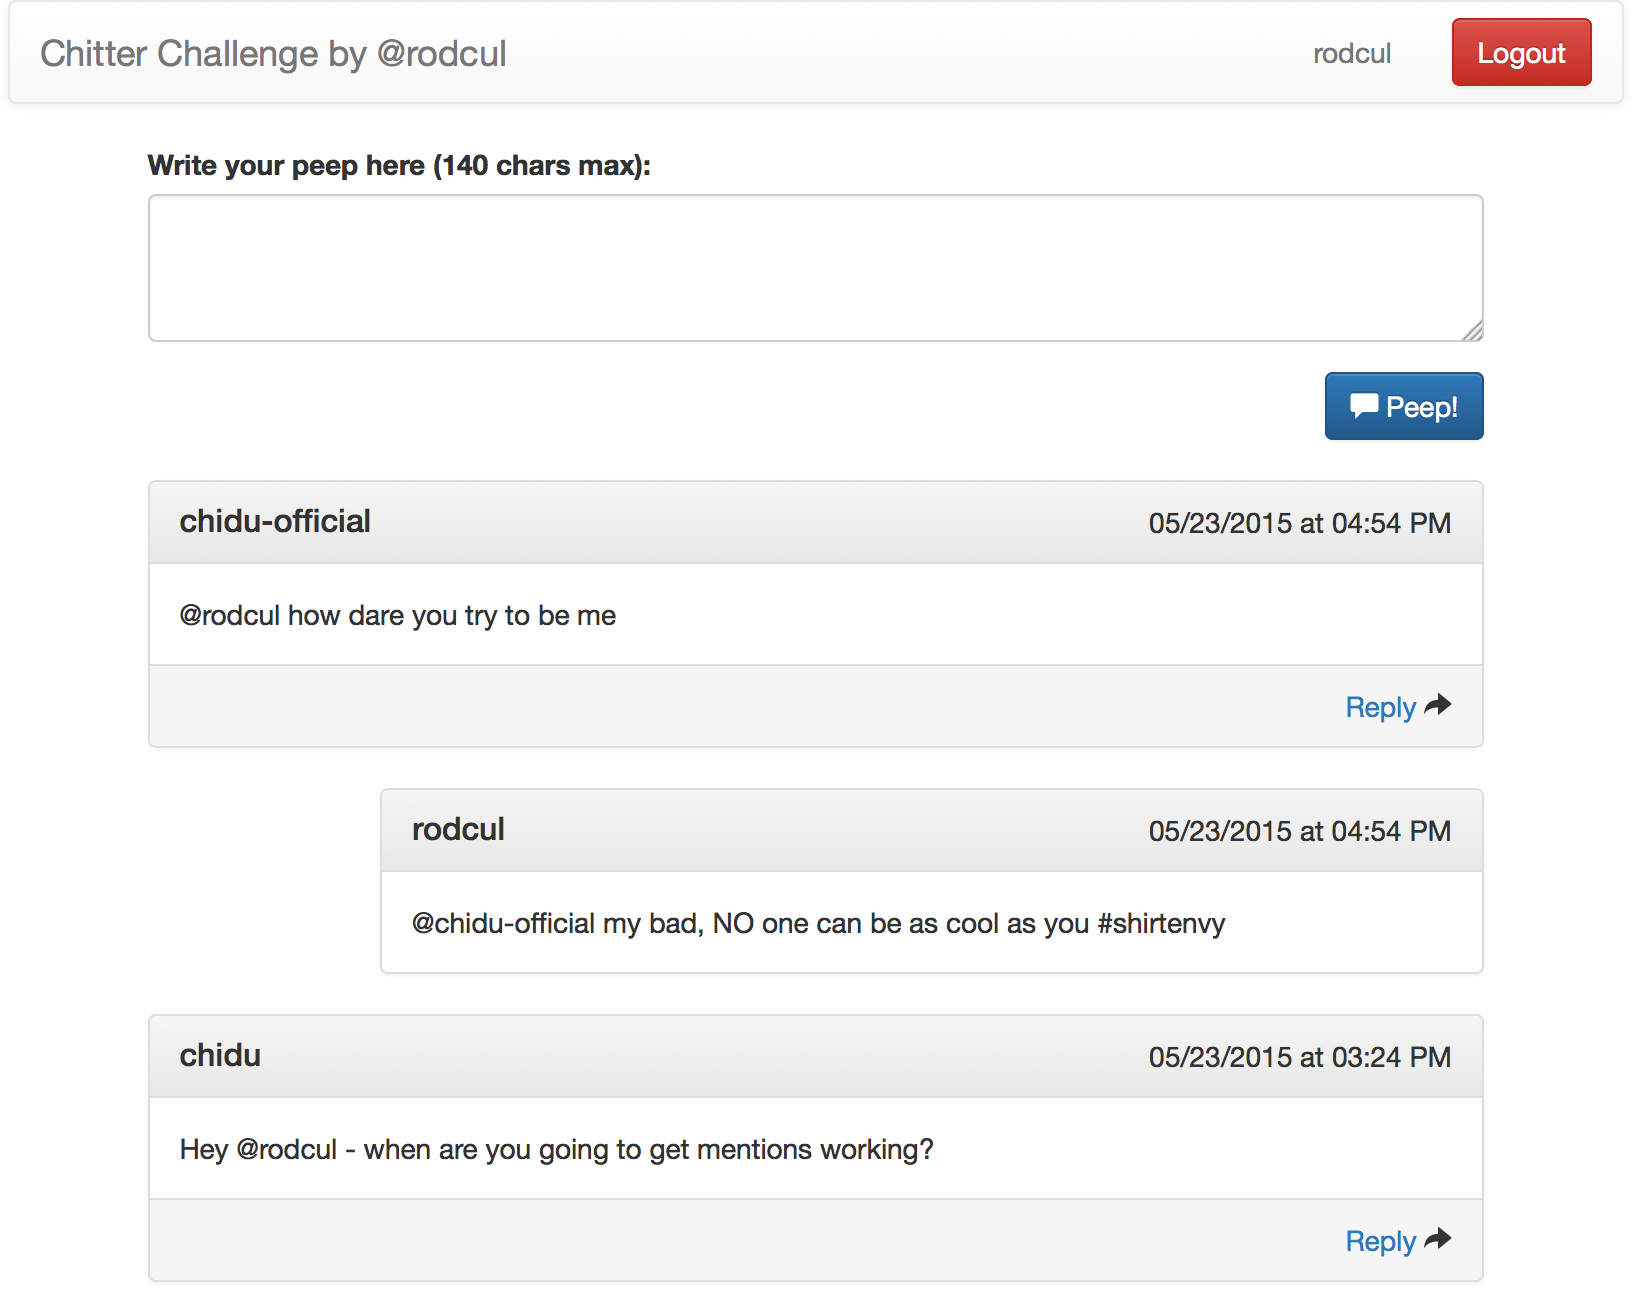 Chitter Challenge by @rodcul rodcul Logout
Write your peep here (140 chars max):
Peep!
chidu-official 05/23/2015 at 04:54 PM
@rodcul how dare you try to be me
Reply
rodcul 05/23/2015 at 04:54 PM
@chidu-official my bad, NO one can be as cool as you #shirtenvy
chidu 05/23/2015 at 03:24 PM
Hey @rodcul - when are you going to get mentions working?
Reply